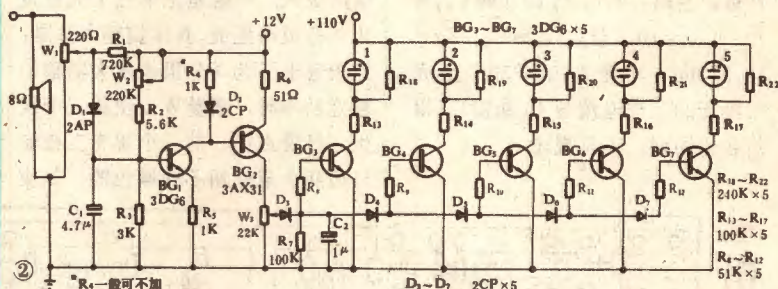 +12V
+110V
BG₃~BG₇ 3DG6×5
W₁
220Ω
R₁
720K
W₂
220K
*R₄
1K
R₆
51Ω
8Ω
D₁
2AP
R₂
5.6K
D₂
2CP
BG₁
3DG6
BG₂
3AX31
C₁
4.7μ
R₃
3K
R₅
1K
W₃
22K
D₃
R₇
100K
C₂
1μ
1
R₁₈
R₁₃
BG₃
R₈
D₄
2
R₁₉
R₁₄
BG₄
R₉
D₅
3
R₂₀
R₁₅
BG₅
R₁₀
D₆
4
R₂₁
R₁₆
BG₆
R₁₁
D₇
5
R₂₂
R₁₇
BG₇
R₁₂
R₁₈~R₂₂
240K×5
R₁₃~R₁₇
100K×5
R₈~R₁₂
51K×5
②
*R₄一般可不加
D₃~D₇ 2CP×5